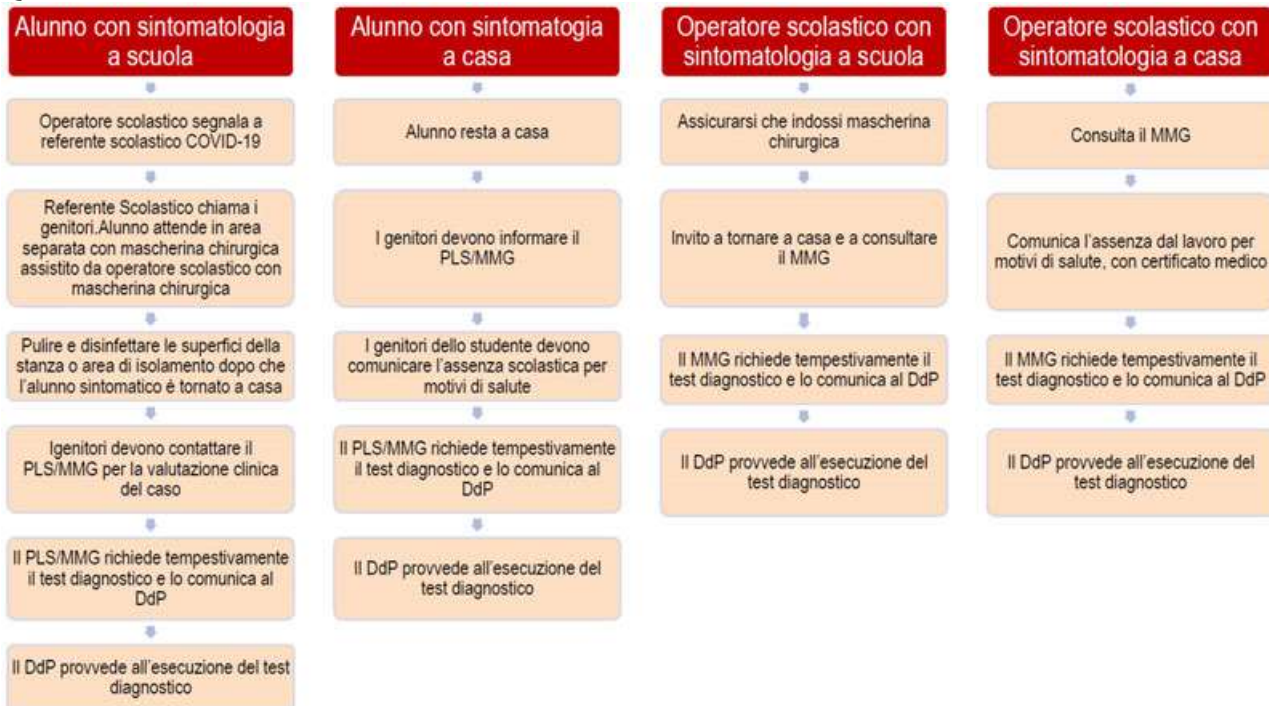 Alunno con sintomatologia
a scuola
Operatore scolastico segnala a
referente scolastico COVID-19
Referente Scolastico chiama i
genitori.Alunno attende in area
separata con mascherina chirurgica
assistito da operatore scolastico con
mascherina chirurgica
Pulire e disinfettare le superfici della
stanza o area di isolamento dopo che
l'alunno sintomatico è tornato a casa
Igenitori devono contattare il
PLS/MMG per la valutazione clinica
del caso
Il PLS/MMG richiede tempestivamente
il test diagnostico e lo comunica al
DdP
Il DdP provvede all'esecuzione del test
diagnostico
Alunno con sintomatogia
a casa
Alunno resta a casa
I genitori devono informare il
PLS/MMG
I genitori dello studente devono
comunicare l'assenza scolastica per
motivi di salute
Il PLS/MMG richiede tempestivamente
il test diagnostico e lo comunica al
DdP
Il DdP provvede all'esecuzione del
test diagnostico
Operatore scolastico con
sintomatologia a scuola
Assicurarsi che indossi mascherina
chirurgica
Invito a tornare a casa e a consultare
il MMG
Il MMG richiede tempestivamente il
test diagnostico e lo comunica al DdP
Il DdP provvede all'esecuzione del
test diagnostico
Operatore scolastico con
sintomatologia a casa
Consulta il MMG
Comunica l'assenza dal lavoro per
motivi di salute, con certificato medico
Il MMG richiede tempestivamente il
test diagnostico e lo comunica al DdP
Il DdP provvede all'esecuzione del
test diagnostico